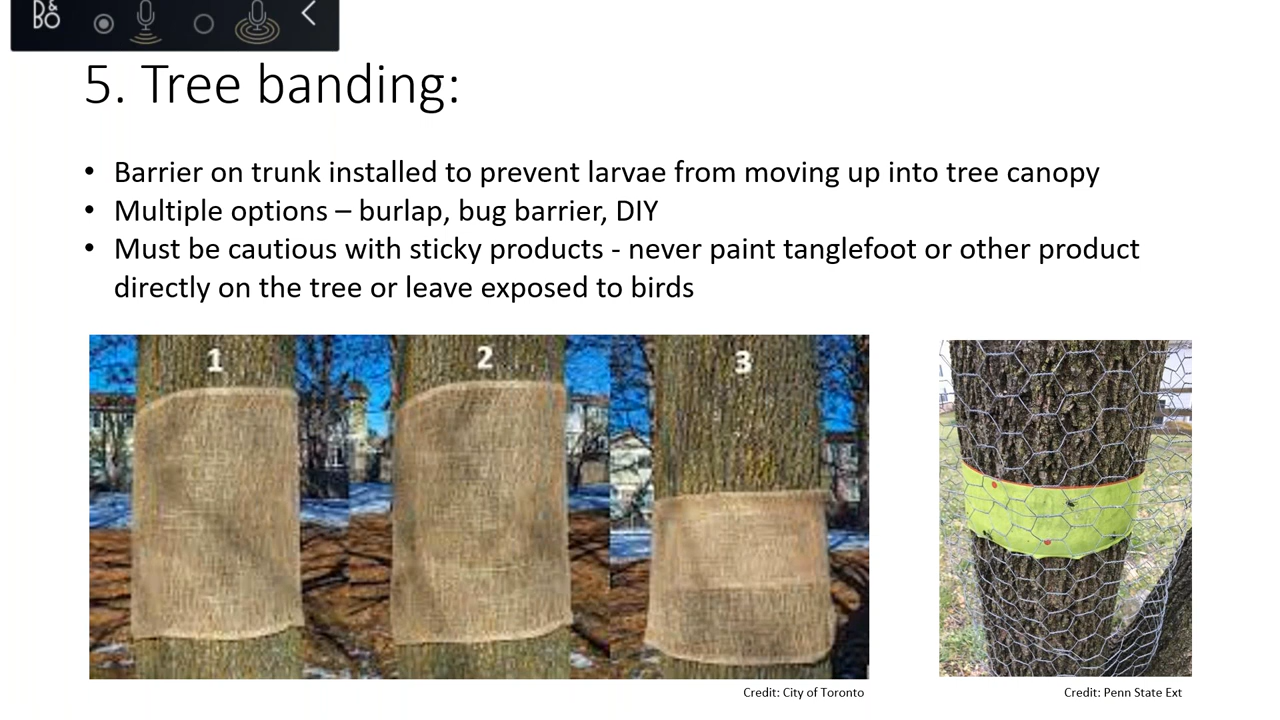 B&O
5. Tree banding:
• Barrier on trunk installed to prevent larvae from moving up into tree canopy
• Multiple options – burlap, bug barrier, DIY
• Must be cautious with sticky products - never paint tanglefoot or other product
directly on the tree or leave exposed to birds
1 2 3
Credit: City of Toronto
Credit: Penn State Ext